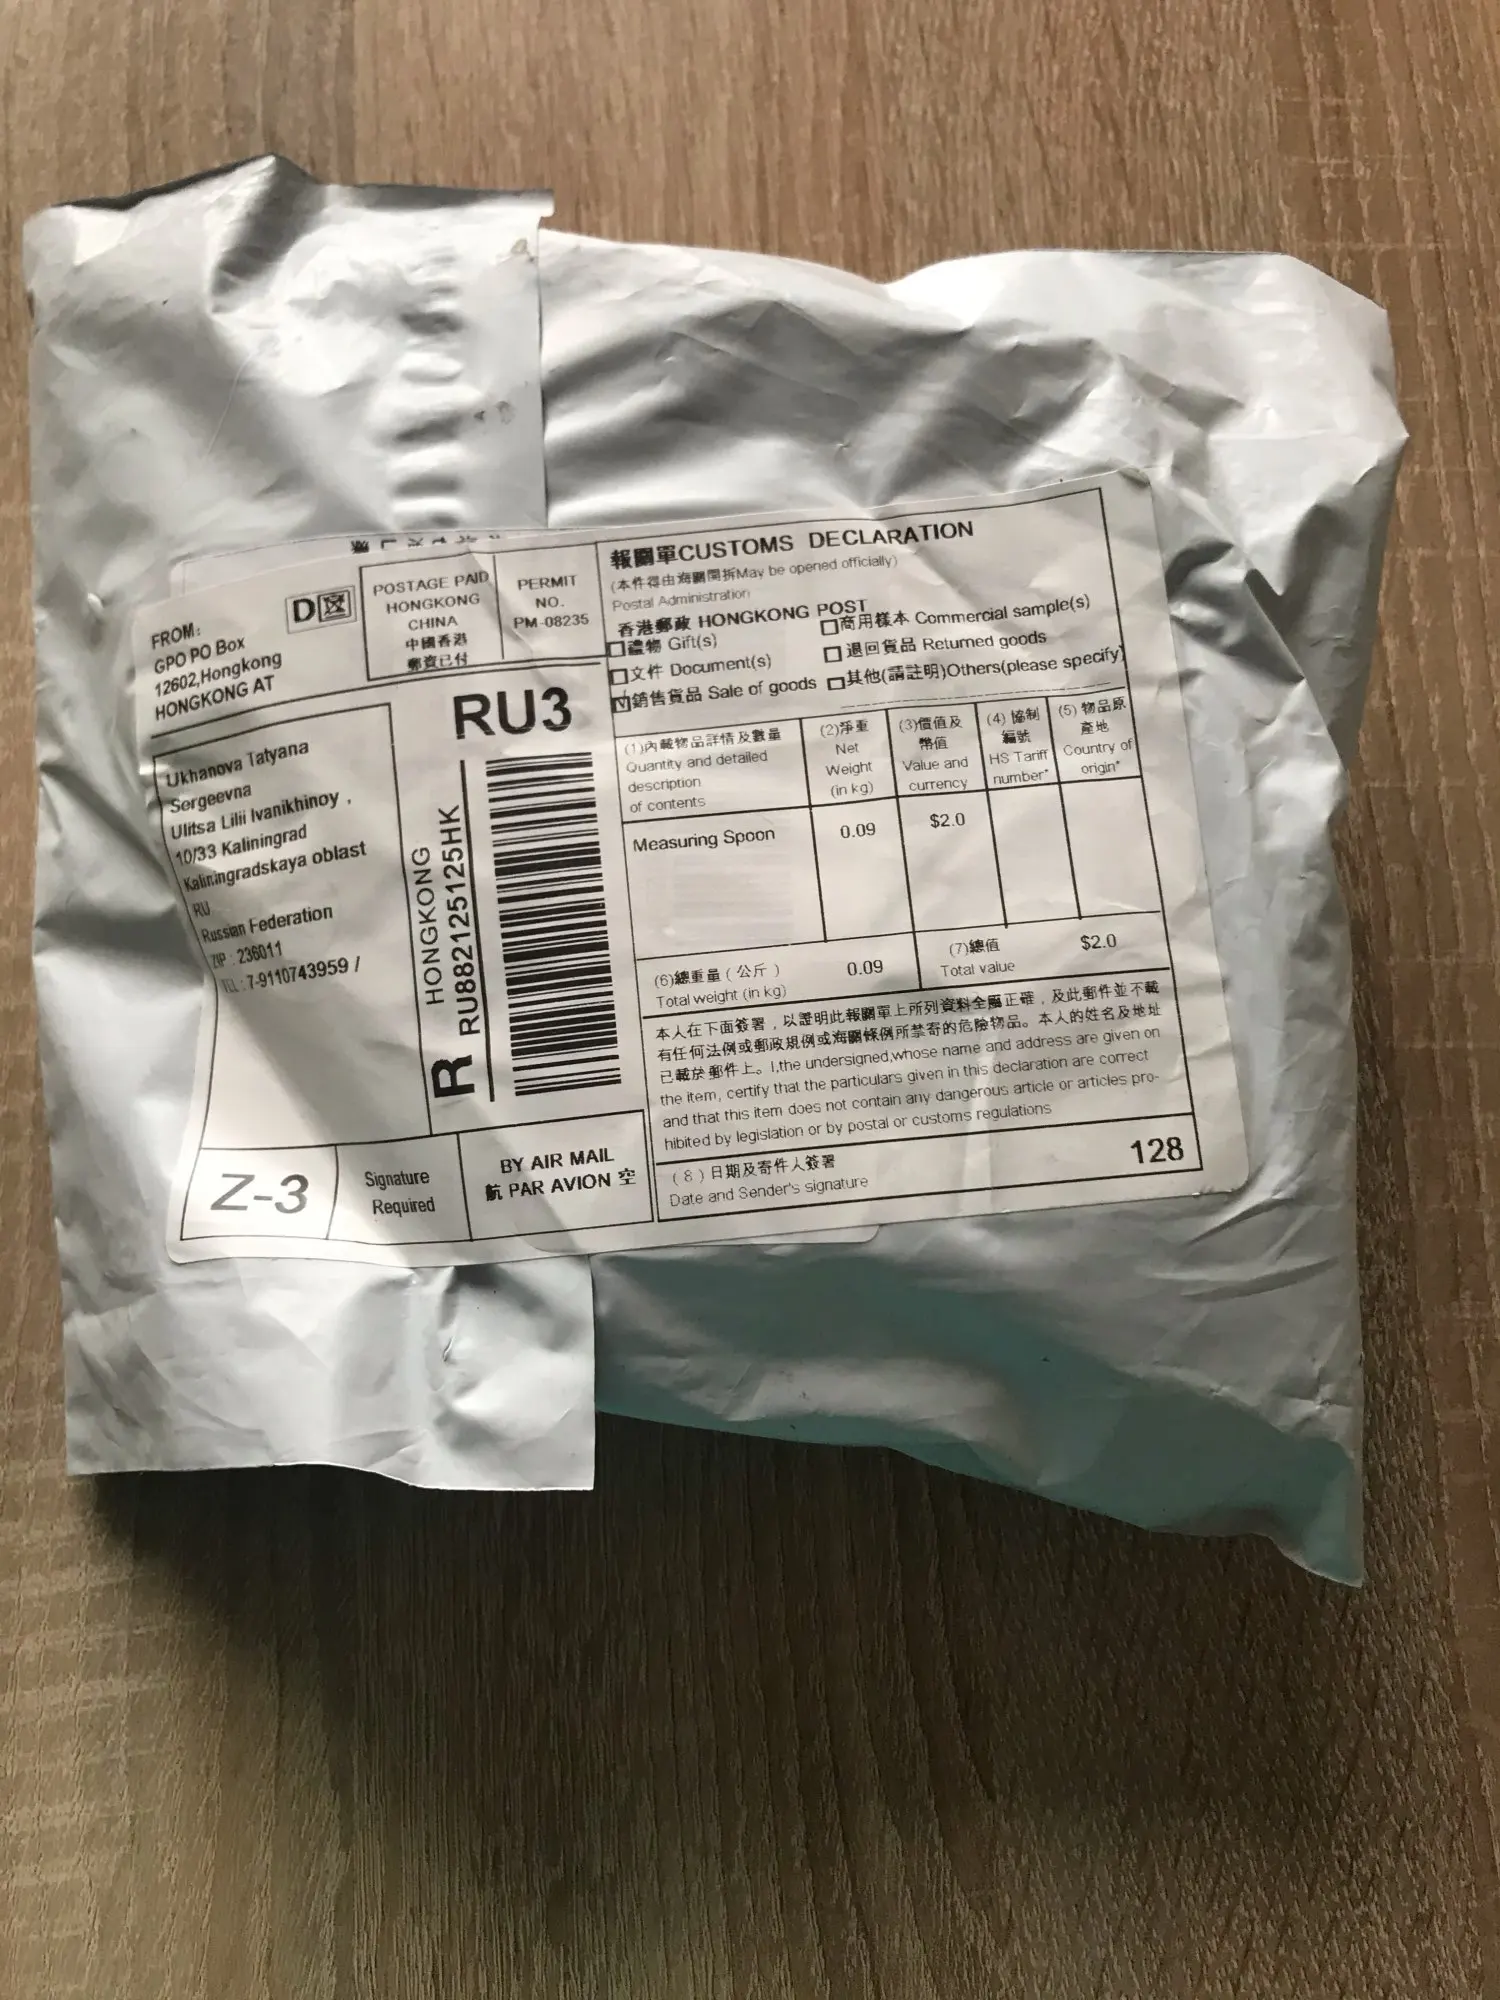 FROM:
GPO PO Box
12602,Hongkong
HONGKONG AT
D
POSTAGE PAID
HONGKONG
CHINA
中國香港
郵資已付
PERMIT
NO.
PM-08235
Ukhanova Tatyana
Sergeevna
Ulitsa Lilii Ivanikhinoy ,
10/33 Kaliningrad
Kaliningradskaya oblast
RU
Russian Federation
ZIP : 236011
TEL : 7-9110743959 /
RU3
HONGKONG
R RU882125125HK
Z-3
Signature
Required
BY AIR MAIL
航 PAR AVION 空
報關單CUSTOMS DECLARATION
(本件得由海關開拆May be opened officially)
Postal Administration
香港郵政 HONGKONG POST
禮物 Gift(s)
商用樣本 Commercial sample(s)
文件 Document(s)
退回貨品 Returned goods
銷售貨品 Sale of goods
其他(請註明)Others(please specify)
(1)內載物品詳情及數量
Quantity and detailed
description
of contents
(2)淨重
Net
Weight
(in kg)
(3)價值及
幣值
Value and
currency
(4) 協制
編號
HS Tariff
number*
(5) 物品原
產地
Country of
origin*
Measuring Spoon
0.09
$2.0
(6)總重量 ( 公斤 )
Total weight (in kg)
0.09
(7)總值
Total value
$2.0
本人在下面簽署，以證明此報關單上所列資料全屬正確，及此郵件並不載
有任何法例或郵政規例或海關條例所禁寄的危險物品。本人的姓名及地址
已載於郵件上。I,the undersigned,whose name and address are given on
the item, certify that the particulars given in this declaration are correct
and that this item does not contain any dangerous article or articles pro-
hibited by legislation or by postal or customs regulations
(8) 日期及寄件人簽署
Date and Sender's signature
128